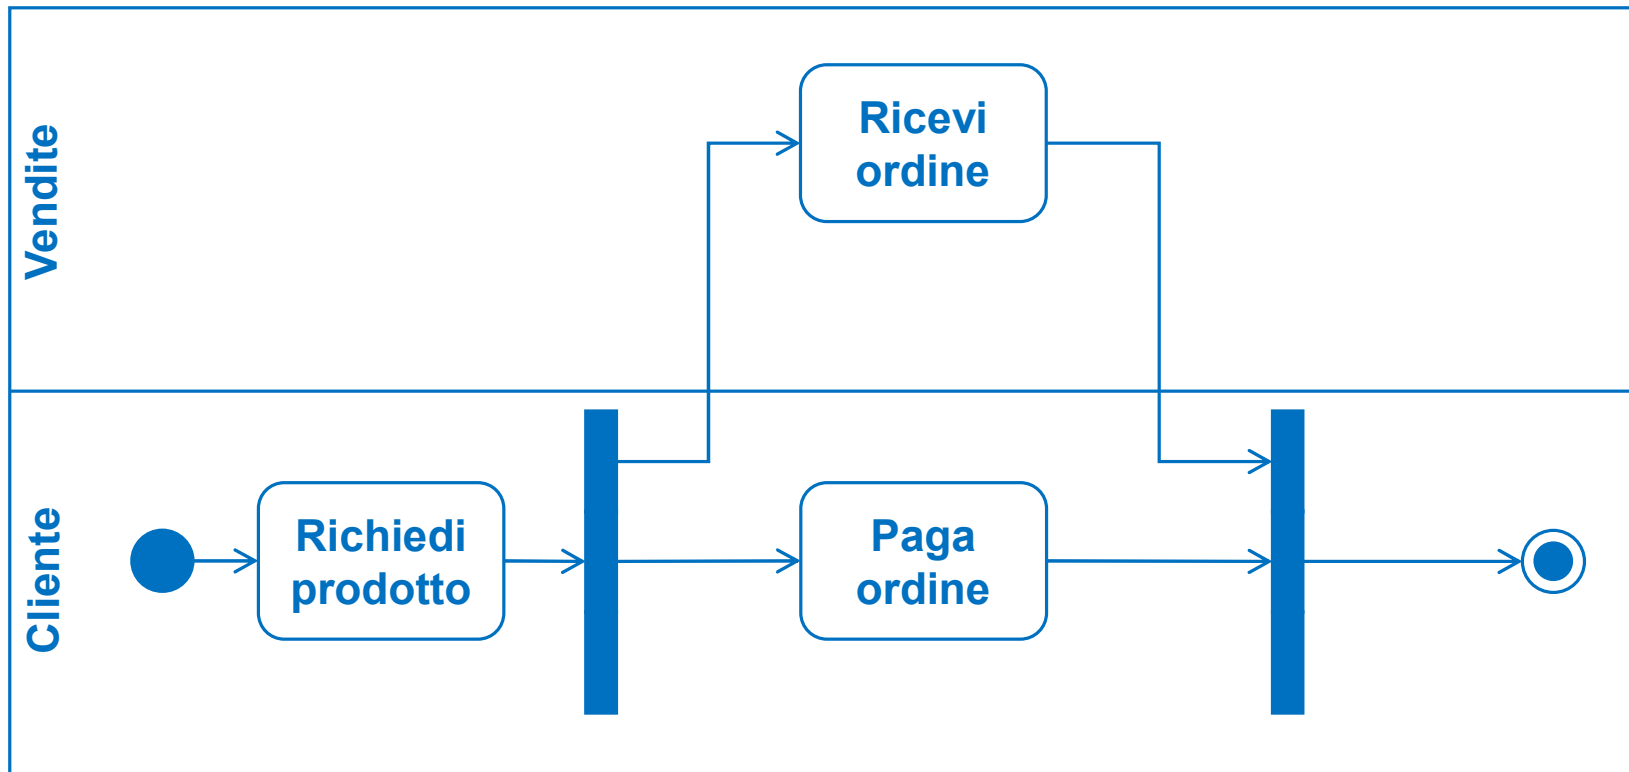 Vendite
Ricevi
ordine
Cliente
Richiedi
prodotto
Paga
ordine